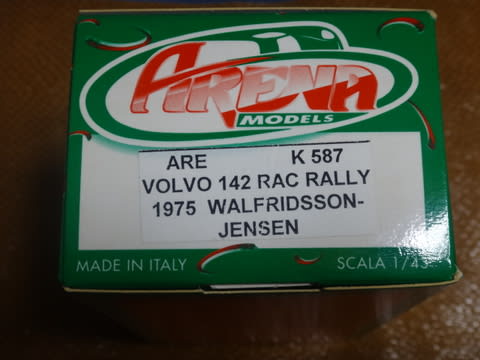 ARENA
MODELS
ARE K 587
VOLVO 142 RAC RALLY
1975 WALFRIDSSON-
JENSEN
MADE IN ITALY SCALA 1/43